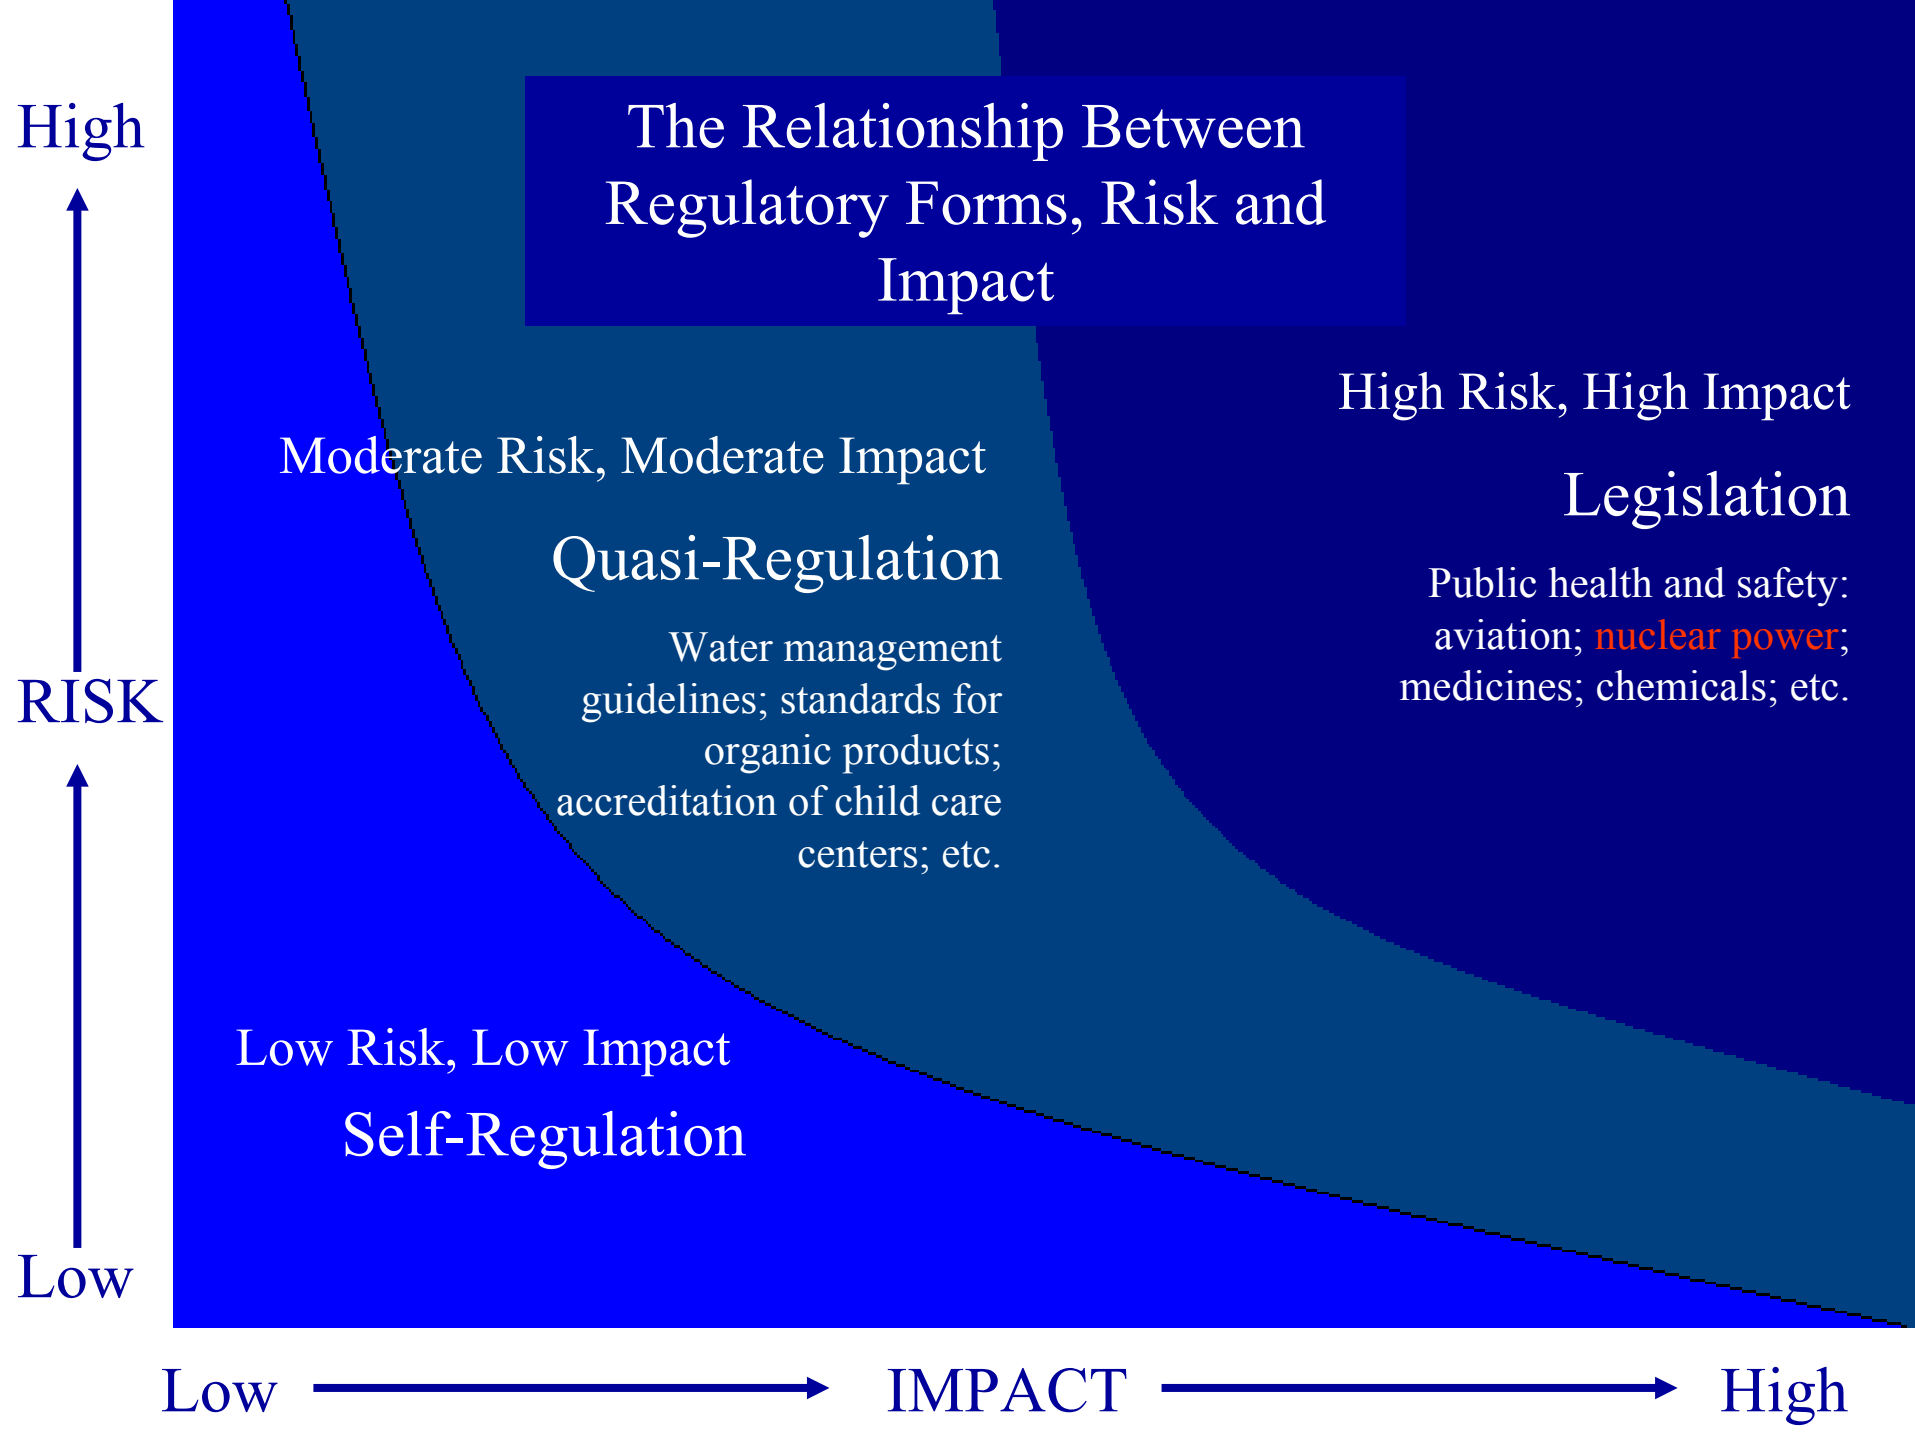 High
The Relationship Between
Regulatory Forms, Risk and
Impact
High Risk, High Impact
Legislation
Public health and safety:
aviation; nuclear power;
medicines; chemicals; etc.
Moderate Risk, Moderate Impact
Quasi-Regulation
Water management
guidelines; standards for
organic products;
accreditation of child care
centers; etc.
RISK
Low Risk, Low Impact
Self-Regulation
Low
Low
IMPACT
High